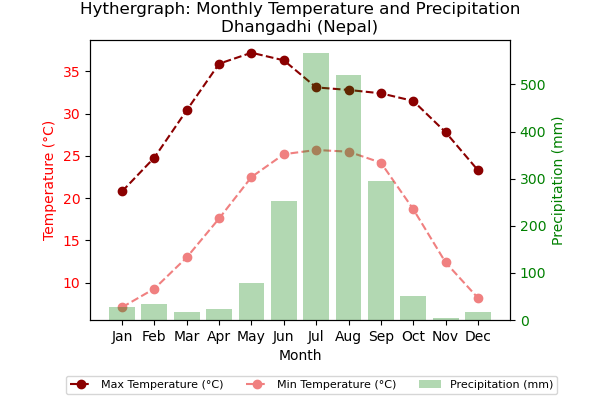 Hythergraph: Monthly Temperature and Precipitation
Dhangadhi (Nepal)
Temperature (°C)
35
30
25
20
15
10
Precipitation (mm)
500
400
300
200
100
0
Jan Feb Mar Apr May Jun Jul Aug Sep Oct Nov Dec
Month
Max Temperature (°C) Min Temperature (°C) Precipitation (mm)